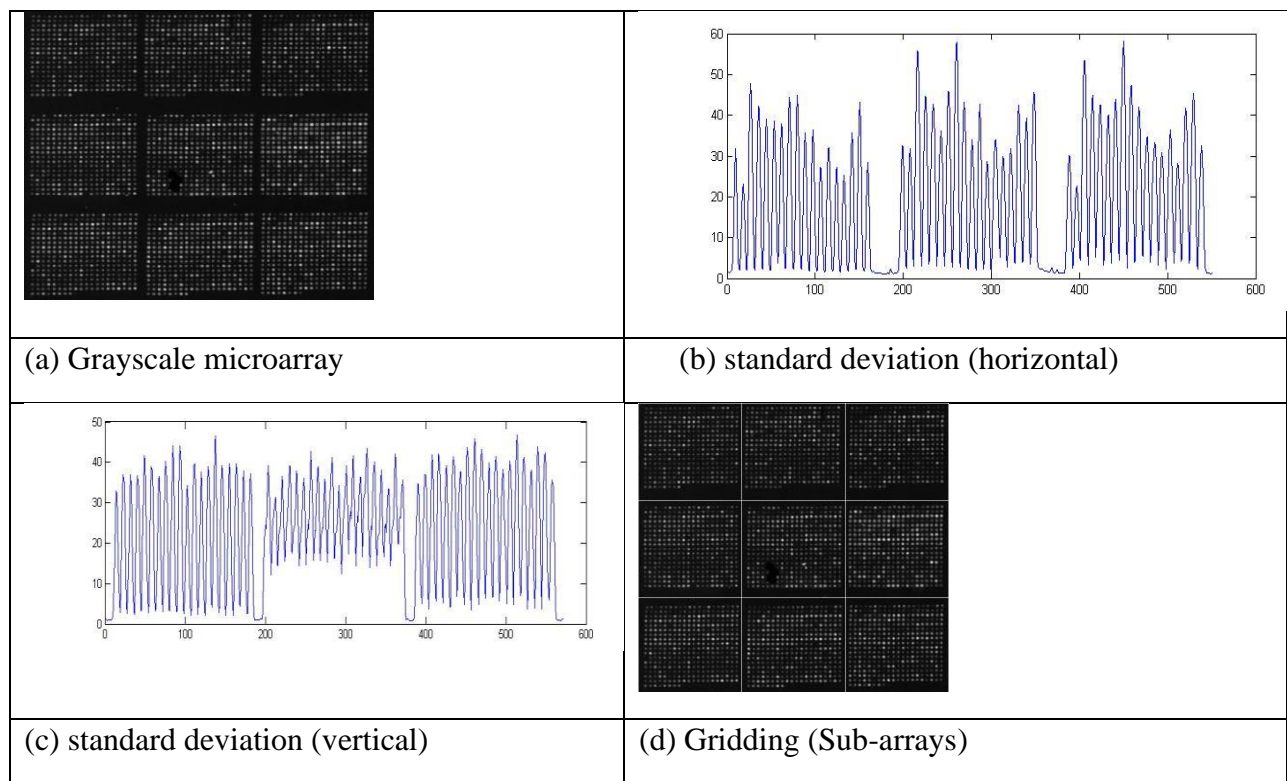 60
50
40
30
20
10
0
0 100 200 300 400 500 600
(a) Grayscale microarray
(b) standard deviation (horizontal)
50
40
30
20
10
0
0 100 200 300 400 500 600
(c) standard deviation (vertical)
(d) Gridding (Sub-arrays)